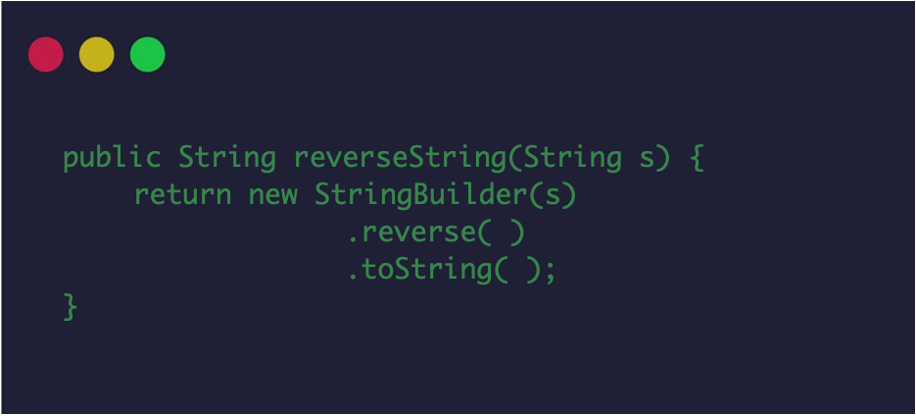 public String reverseString(String s) {
    return new StringBuilder(s)
                .reverse( )
                .toString( );
}